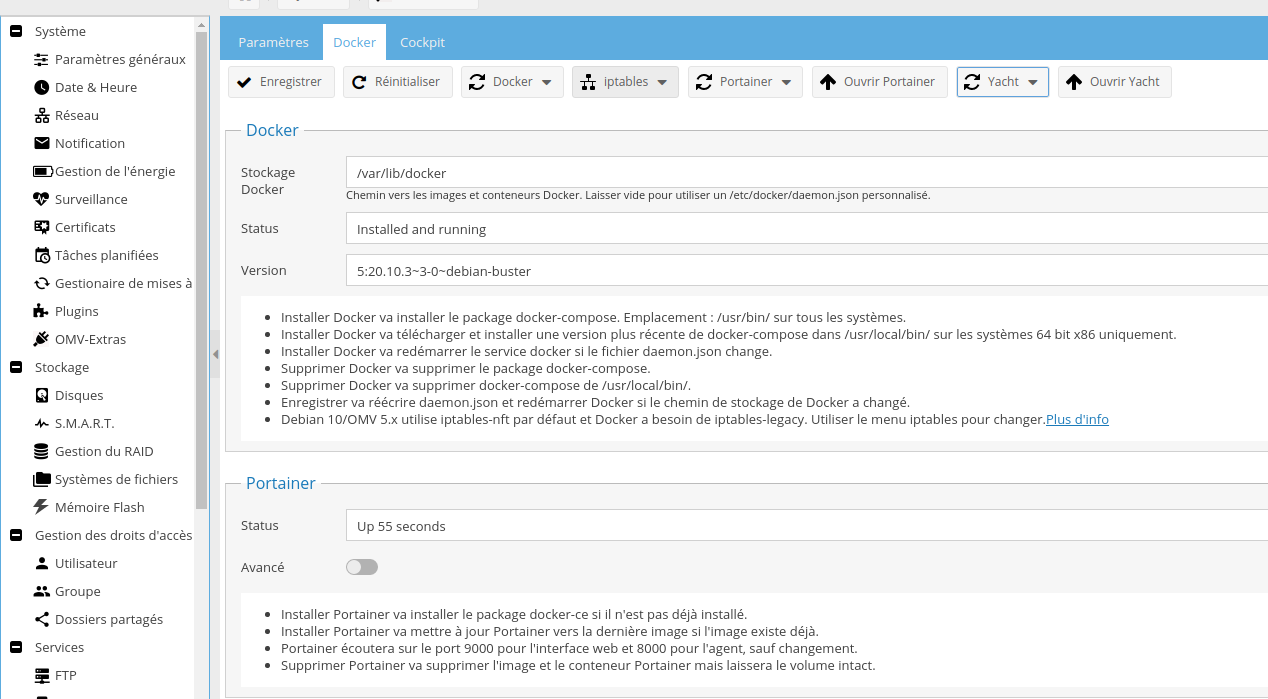 Système
Paramètres généraux
Date & Heure
Réseau
Notification
Gestion de l'énergie
Surveillance
Certificats
Tâches planifiées
Gestionaire de mises à
Plugins
OMV-Extras
Stockage
Disques
S.M.A.R.T.
Gestion du RAID
Systèmes de fichiers
Mémoire Flash
Gestion des droits d'accès
Utilisateur
Groupe
Dossiers partagés
Services
FTP
Paramètres Docker Cockpit
Enregistrer Réinitialiser Docker iptables Portainer Ouvrir Portainer Yacht Ouvrir Yacht
Docker
Stockage Docker
/var/lib/docker
Chemin vers les images et conteneurs Docker. Laisser vide pour utiliser un /etc/docker/daemon.json personnalisé.
Status Installed and running
Version 5:20.10.3~3-0~debian-buster
Installer Docker va installer le package docker-compose. Emplacement : /usr/bin/ sur tous les systèmes.
Installer Docker va télécharger et installer une version plus récente de docker-compose dans /usr/local/bin/ sur les systèmes 64 bit x86 uniquement.
Installer Docker va redémarrer le service docker si le fichier daemon.json change.
Supprimer Docker va supprimer le package docker-compose.
Supprimer Docker va supprimer docker-compose de /usr/local/bin/.
Enregistrer va réécrire daemon.json et redémarrer Docker si le chemin de stockage de Docker a changé.
Debian 10/OMV 5.x utilise iptables-nft par défaut et Docker a besoin de iptables-legacy. Utiliser le menu iptables pour changer.Plus d'info
Portainer
Status Up 55 seconds
Avancé
Installer Portainer va installer le package docker-ce si il n'est pas déjà installé.
Installer Portainer va mettre à jour Portainer vers la dernière image si l'image existe déjà.
Portainer écoutera sur le port 9000 pour l'interface web et 8000 pour l'agent, sauf changement.
Supprimer Portainer va supprimer l'image et le conteneur Portainer mais laissera le volume intact.